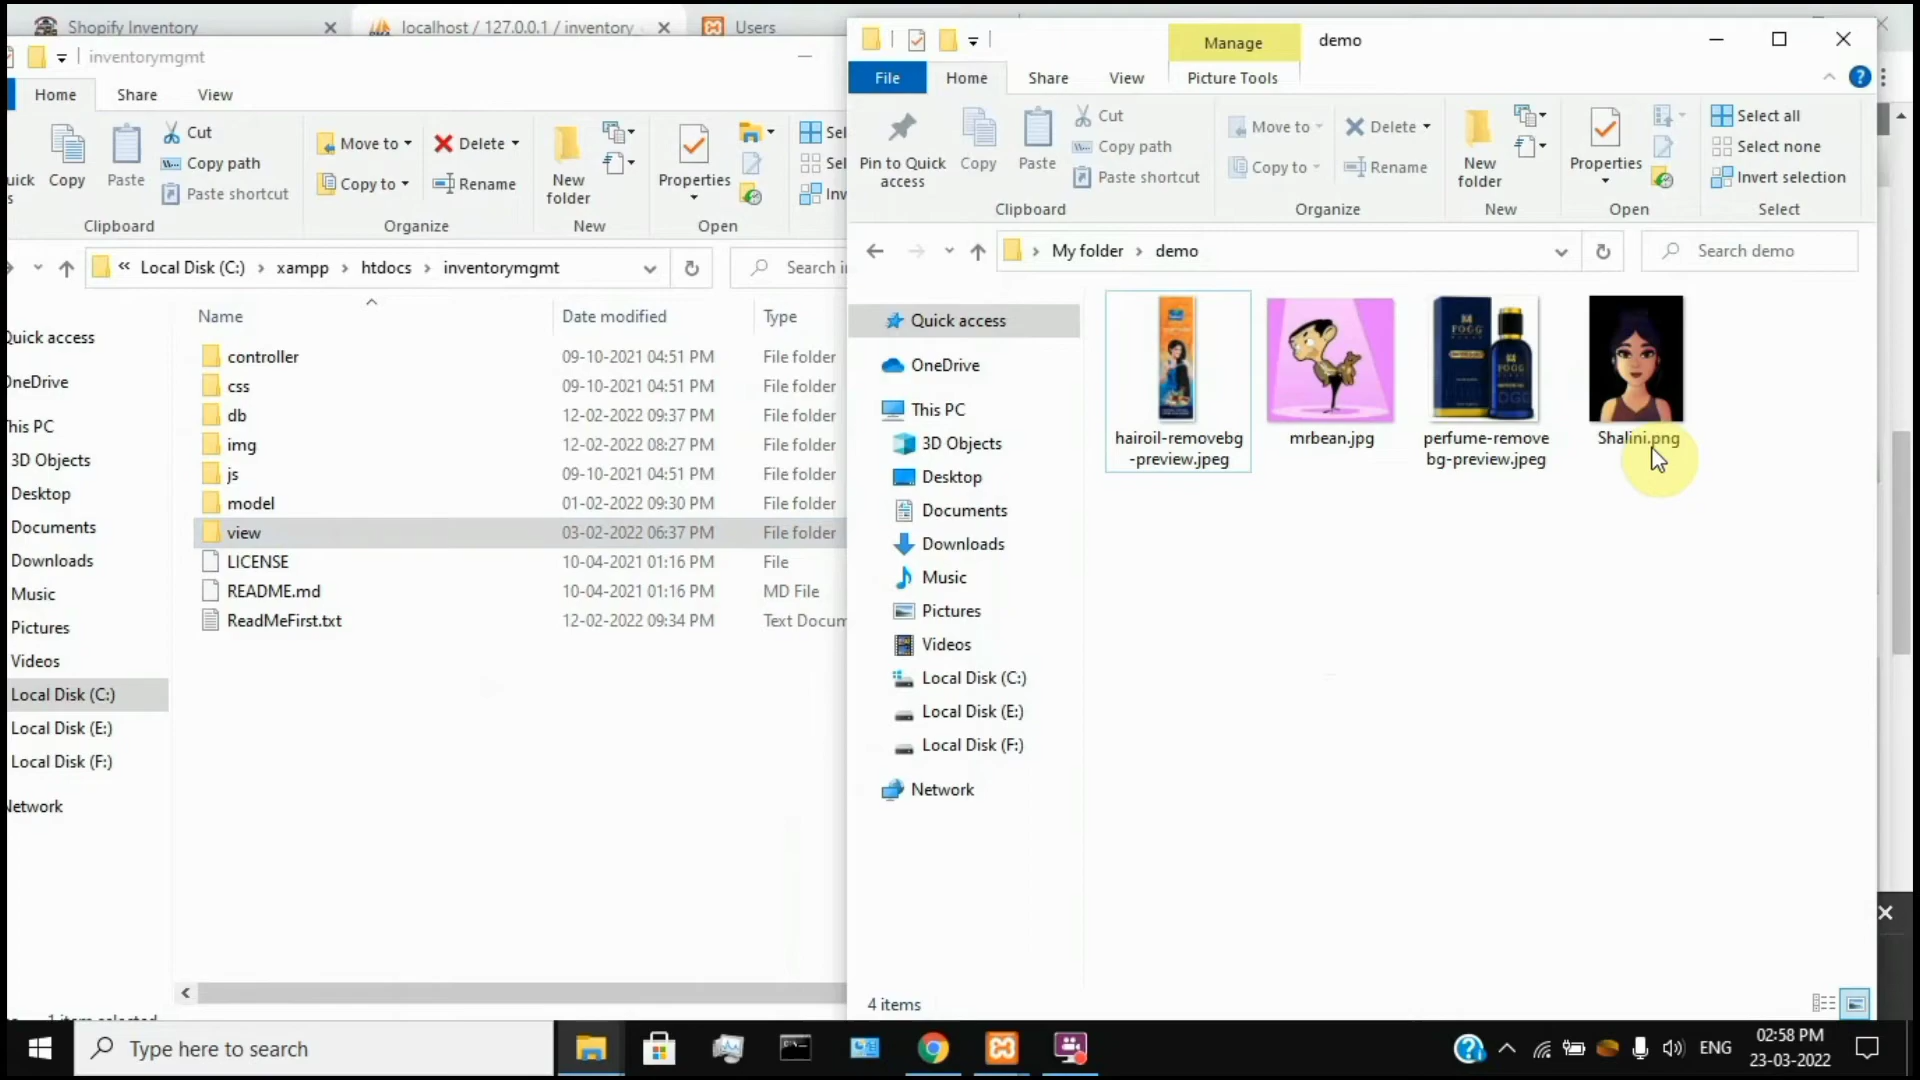 Shopify Inventory
localhost / 127.0.0.1 / inventory
Users
inventorymgmt
Home
Share
View
Copy
Paste
Cut
Copy path
Paste shortcut
Clipboard
Move to
Copy to
Delete
Rename
Organize
New
folder
New
Properties
Open
Local Disk (C:)
xampp
htdocs
inventorymgmt
Search i
Name
Date modified
Type
controller 09-10-2021 04:51 PM File folder
css 09-10-2021 04:51 PM File folder
db 12-02-2022 09:37 PM File folder
img 12-02-2022 08:27 PM File folder
js 09-10-2021 04:51 PM File folder
model 01-02-2022 09:30 PM File folder
view 03-02-2022 06:37 PM File folder
LICENSE 10-04-2021 01:16 PM File
README.md 10-04-2021 01:16 PM MD File
ReadMeFirst.txt 12-02-2022 09:34 PM Text Docum
Quick access
OneDrive
This PC
3D Objects
Desktop
Documents
Downloads
Music
Pictures
Videos
Local Disk (C:)
Local Disk (E:)
Local Disk (F:)
Network
Manage
demo
File
Home
Share
View
Picture Tools
Pin to Quick
access
Copy
Paste
Cut
Copy path
Paste shortcut
Clipboard
Move to
Copy to
Delete
Rename
Organize
New
folder
New
Properties
Open
Select all
Select none
Invert selection
Select
My folder
demo
Search demo
Quick access
OneDrive
This PC
3D Objects
Desktop
Documents
Downloads
Music
Pictures
Videos
Local Disk (C:)
Local Disk (E:)
Local Disk (F:)
Network
FOGG
FOGG
hairoil-removebg
-preview.jpeg
mrbean.jpg
perfume-remove
bg-preview.jpeg
Shalini.png
4 items
Type here to search
ENG
02:58 PM
23-03-2022